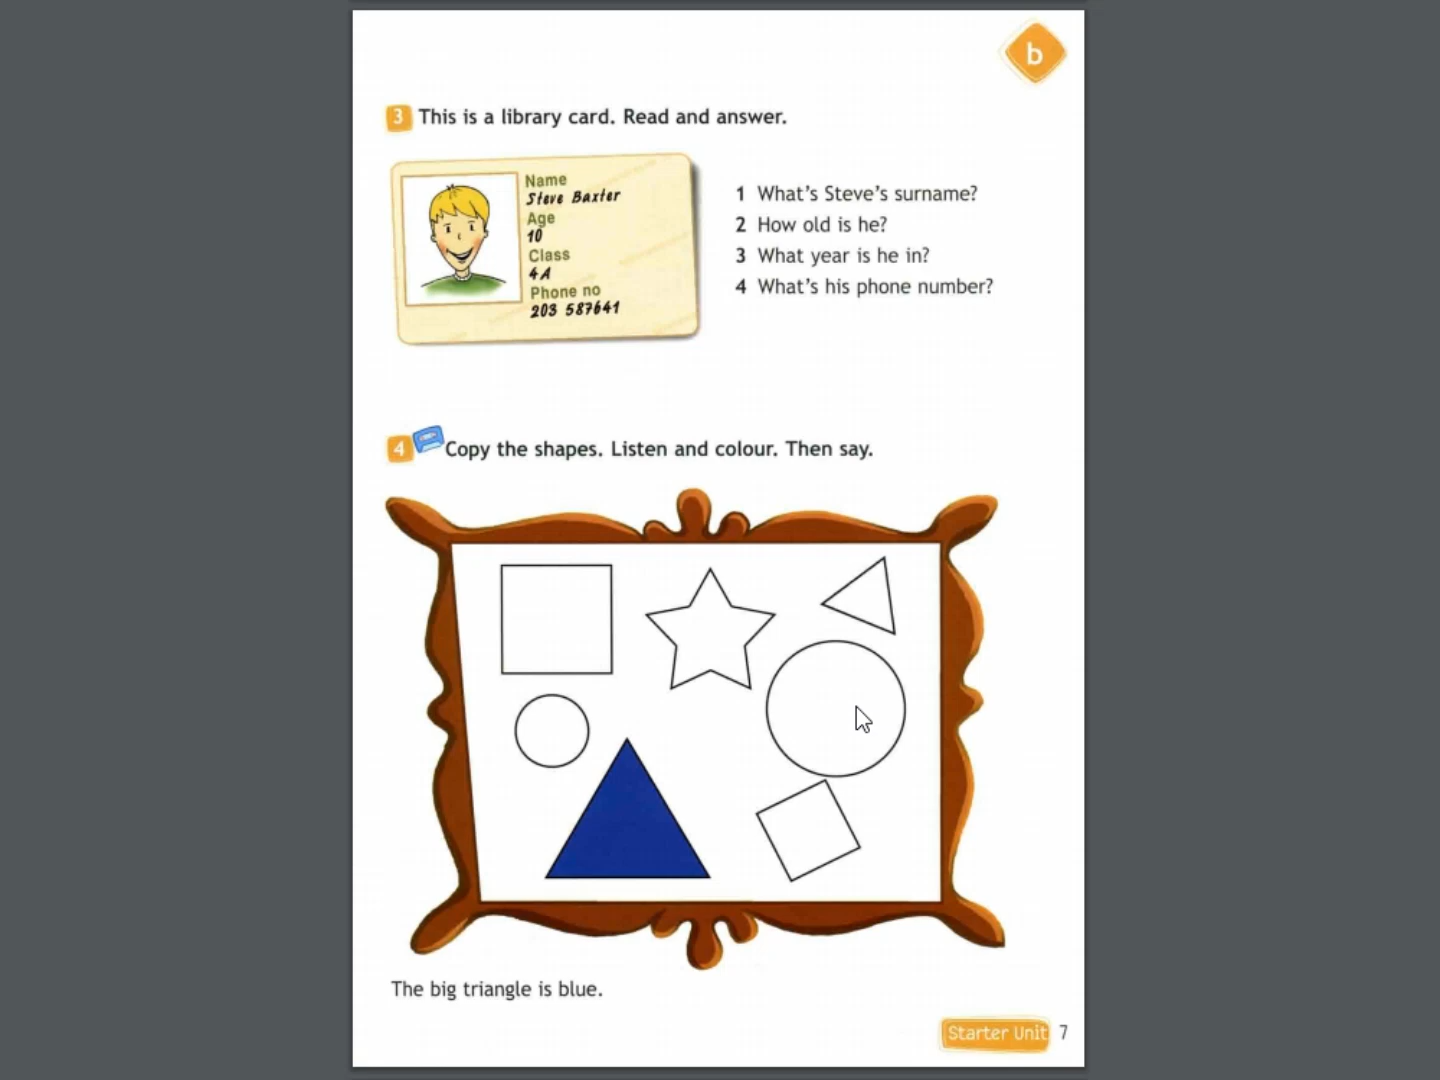 b
3 This is a library card. Read and answer.
Name
Steve Baxter
Age
10
Class
4A
Phone no
203 587641
1 What's Steve's surname?
2 How old is he?
3 What year is he in?
4 What's his phone number?
4 Copy the shapes. Listen and colour. Then say.
The big triangle is blue.
Starter Unit 7